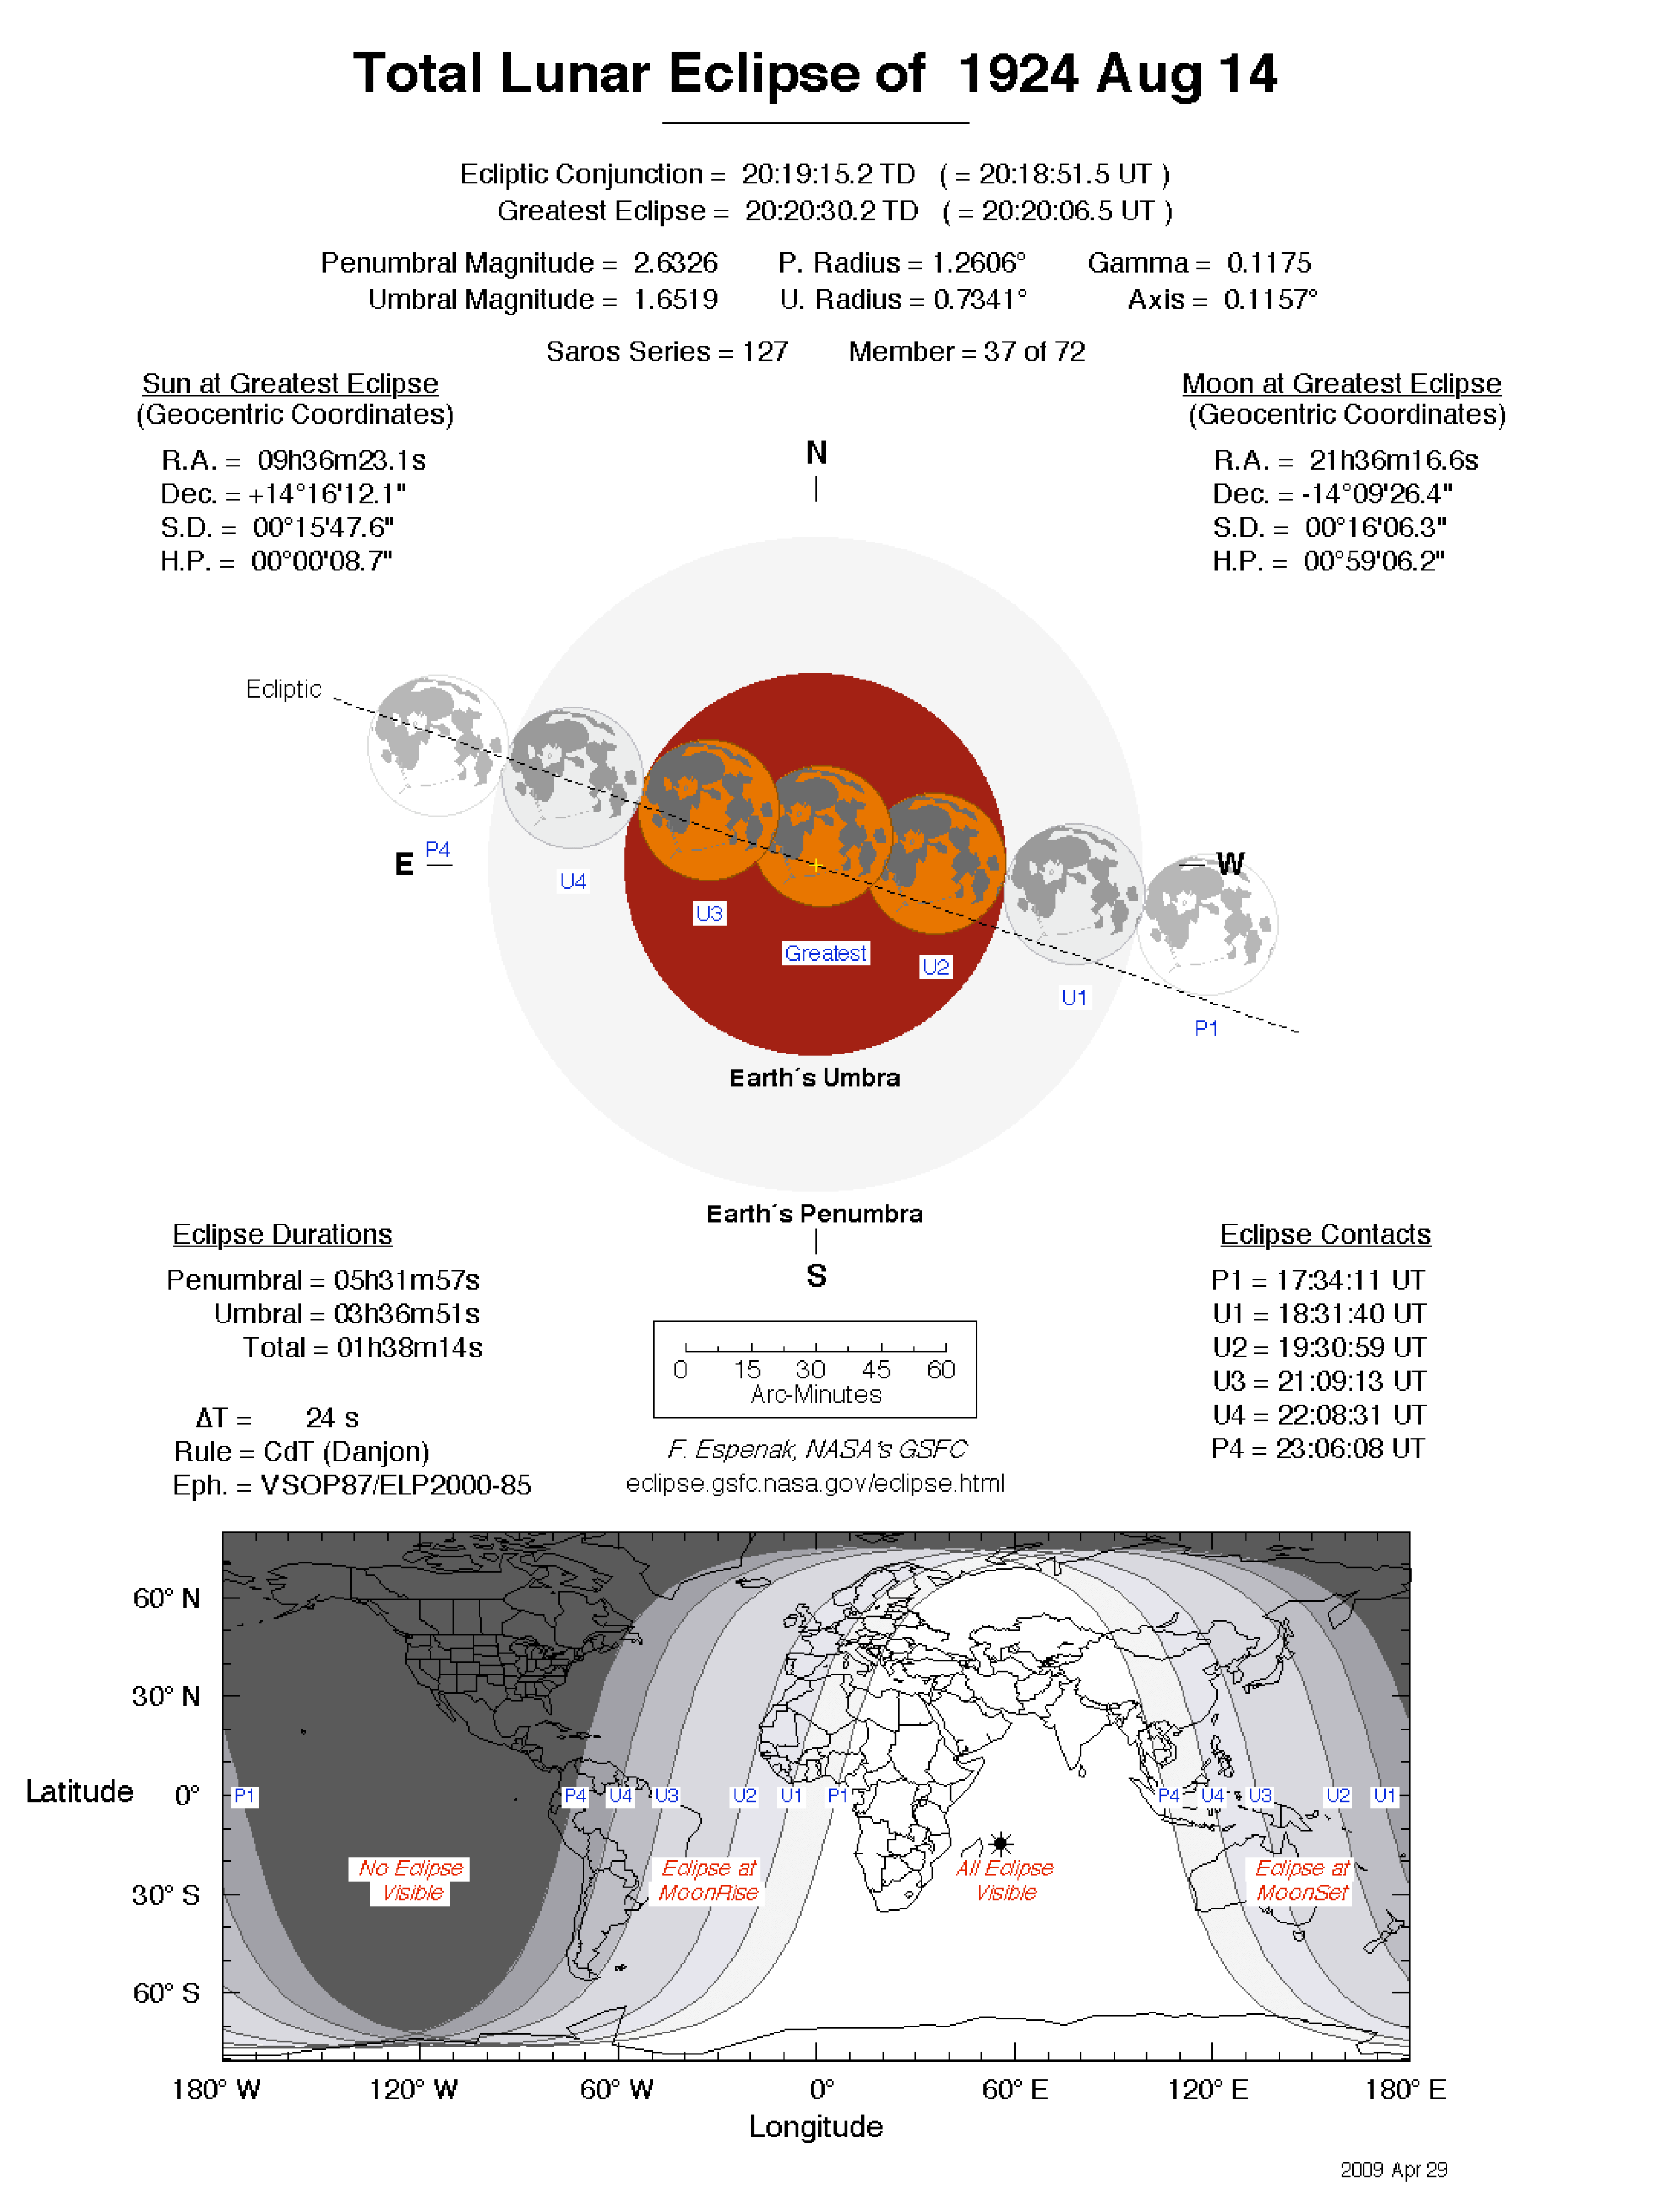 Total Lunar Eclipse of 1924 Aug 14
Ecliptic Conjunction = 20:19:15.2 TD ( = 20:18:51.5 UT )
Greatest Eclipse = 20:20:30.2 TD ( = 20:20:06.5 UT )
Penumbral Magnitude = 2.6326 P. Radius = 1.2606° Gamma = 0.1175
Umbral Magnitude = 1.6519 U. Radius = 0.7341° Axis = 0.1157°
Saros Series = 127 Member = 37 of 72
Sun at Greatest Eclipse
(Geocentric Coordinates)
R.A. = 09h36m23.1s
Dec. = +14°16'12.1"
S.D. = 00°15'47.6"
H.P. = 00°00'08.7"
Moon at Greatest Eclipse
(Geocentric Coordinates)
R.A. = 21h36m16.6s
Dec. = -14°09'26.4"
S.D. = 00°16'06.3"
H.P. = 00°59'06.2"
N
Ecliptic
E
P4
W
U4
U3
Greatest
U2
U1
P1
Earth´s Umbra
Earth´s Penumbra
S
Eclipse Durations
Penumbral = 05h31m57s
Umbral = 03h36m51s
Total = 01h38m14s
ΔT = 24 s
Rule = CdT (Danjon)
Eph. = VSOP87/ELP2000-85
0 15 30 45 60
Arc-Minutes
F. Espenak, NASA's GSFC
eclipse.gsfc.nasa.gov/eclipse.html
Eclipse Contacts
P1 = 17:34:11 UT
U1 = 18:31:40 UT
U2 = 19:30:59 UT
U3 = 21:09:13 UT
U4 = 22:08:31 UT
P4 = 23:06:08 UT
60° N
30° N
Latitude 0°
30° S
60° S
P1 P4 U4 U3 U2 U1 P1 P4 U4 U3 U2 U1
No Eclipse
Visible
Eclipse at
MoonRise
All Eclipse
Visible
Eclipse at
MoonSet
180° W 120° W 60° W 0° 60° E 120° E 180° E
Longitude
2009 Apr 29